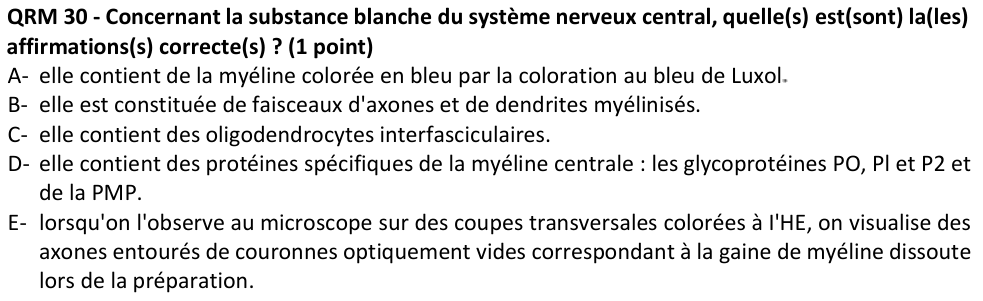 QRM 30 - Concernant la substance blanche du système nerveux central, quelle(s) est(sont) la(les)
affirmations(s) correcte(s) ? (1 point)
A- elle contient de la myéline colorée en bleu par la coloration au bleu de Luxol.
B- elle est constituée de faisceaux d'axones et de dendrites myélinisés.
C- elle contient des oligodendrocytes interfasciculaires.
D- elle contient des protéines spécifiques de la myéline centrale : les glycoprotéines PO, Pl et P2 et
de la PMP.
E- lorsqu'on l'observe au microscope sur des coupes transversales colorées à I'HE, on visualise des
axones entourés de couronnes optiquement vides correspondant à la gaine de myéline dissoute
lors de la préparation.